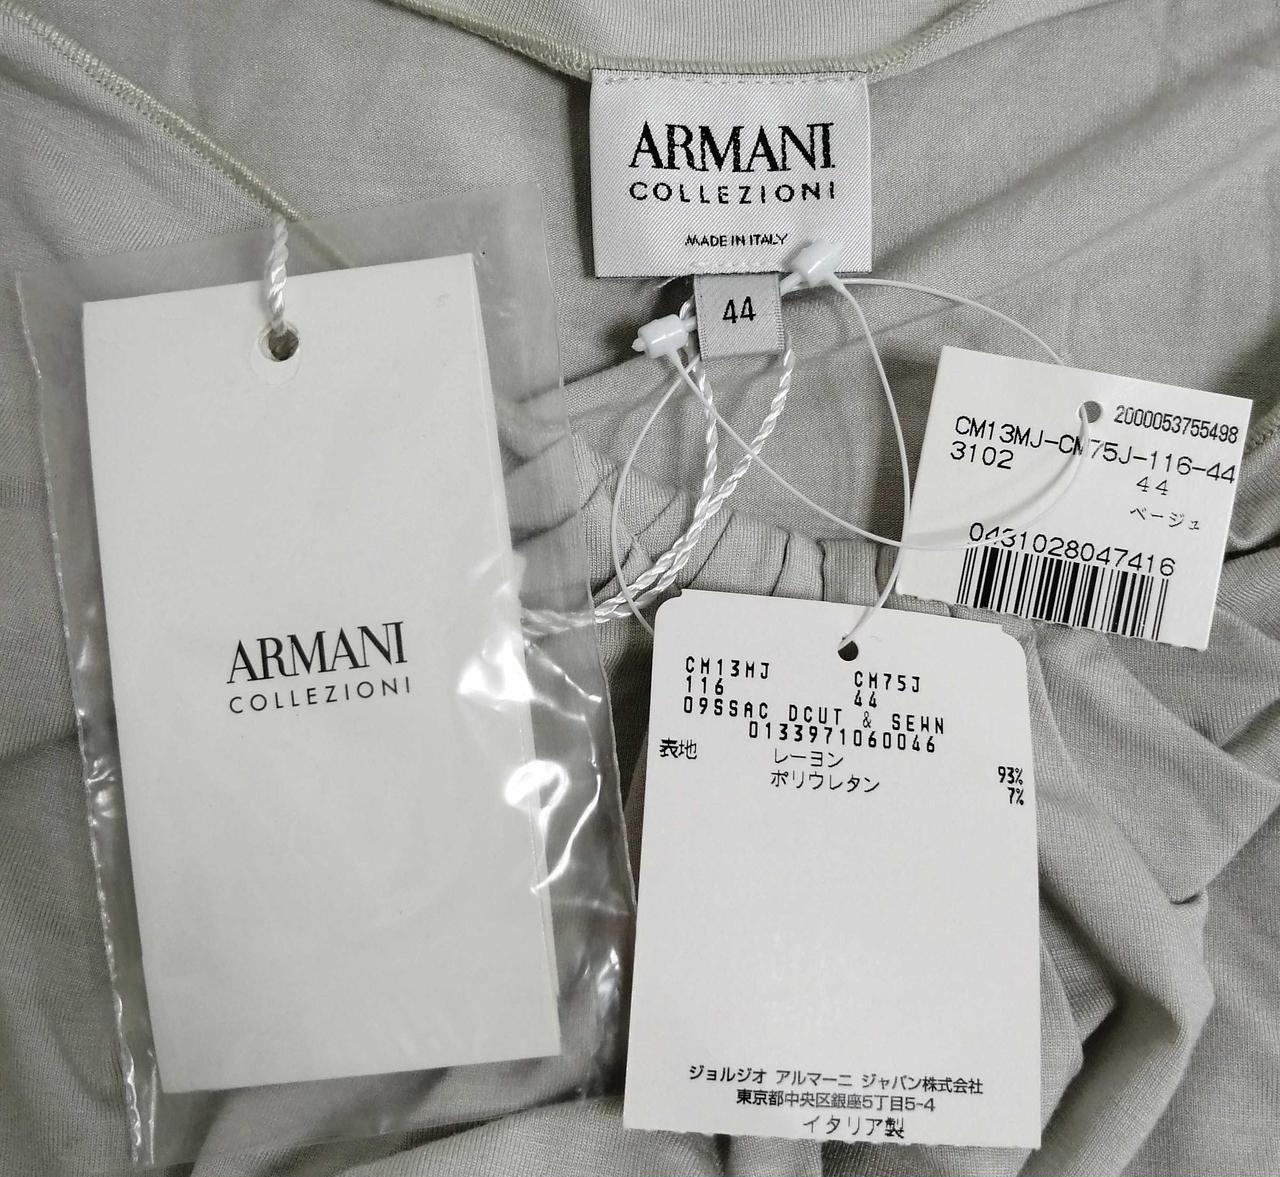 ARMANI
COLLEZIONI
MADE IN ITALY
44
2000053755498
CM13MJ-CM75J-116-44
3102
44
ベージュ
0431028047416
ARMANI
COLLEZIONI
CM13MJ CM75J
116 44
09SSAC DCUT & SEWN
0133971060046
表地 レーヨン 93%
ポリウレタン 7%
ジョルジオ アルマーニ ジャパン株式会社
東京都中央区銀座5丁目5-4
イタリア製